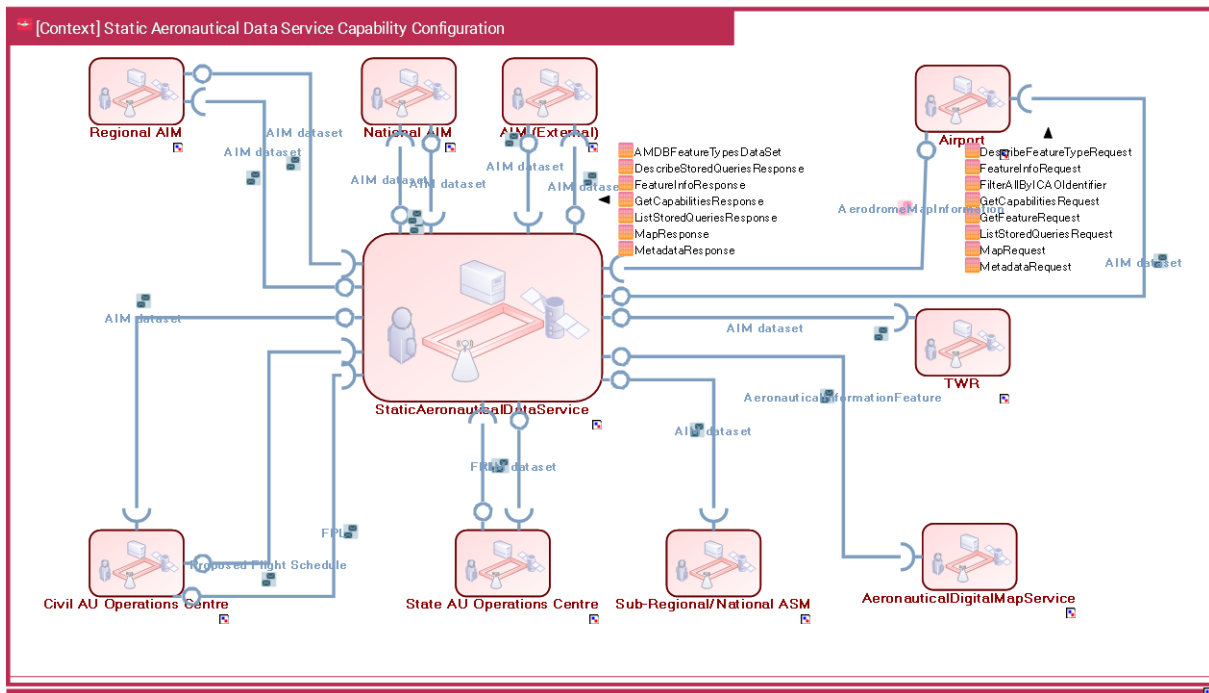 [Context] Static Aeronautical Data Service Capability Configuration
Regional AIM
National AIM
AIM (External)
Airport
AIM dataset
AIM dataset
AIM dataset
AIM dataset
AIM dataset
AIM dataset
AMDBFeatureTypesDataSet
DescribeStoredQueriesResponse
FeatureInfoResponse
GetCapabilitiesResponse
ListStoredQueriesResponse
MapResponse
MetadataResponse
AerodromeMapInformation
DescribeFeatureTypeRequest
FeatureInfoRequest
FilterAllByICAOIdentifier
GetCapabilitiesRequest
GetFeatureRequest
ListStoredQueriesRequest
MapRequest
MetadataRequest
AIM dataset
AIM dataset
AIM dataset
TWR
StaticAeronauticalDataService
AeronauticalInformationFeature
AIM dataset
dataset
FPL
Proposed Flight Schedule
Civil AU Operations Centre
State AU Operations Centre
Sub-Regional/National ASM
AeronauticalDigitalMapService